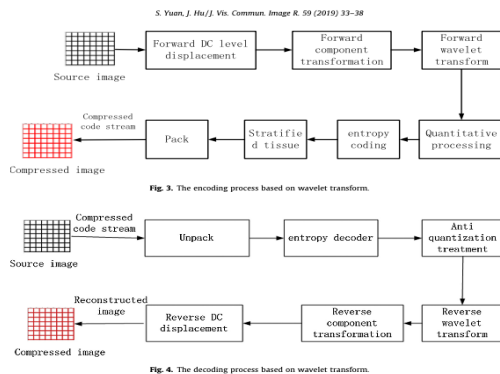 S. Yuan, J. Hu / J. Vis. Commun. Image R. 59 (2019) 33–38
Forward DC level
displacement
Forward
component
transformation
Forward
wavelet
transform
Source image
Compressed
code stream
Pack
Stratifie
d tissue
entropy
coding
Quantitative
processing
Compressed image
Fig. 3. The encoding process based on wavelet transform.
Compressed
code stream
Unpack
entropy decoder
Anti
quantization
treatment
Source image
Reconstructed
image
Reverse DC
displacement
Reverse
component
transformation
Reverse
wavelet
transform
Compressed image
Fig. 4. The decoding process based on wavelet transform.